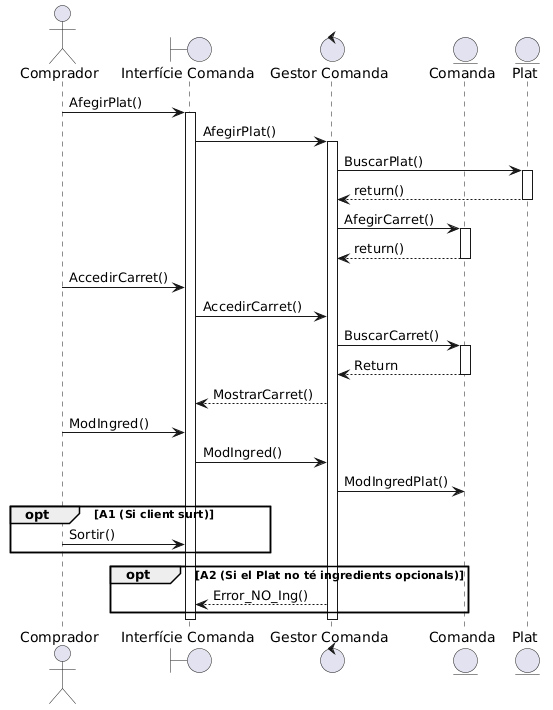 Comprador Interfície Comanda Gestor Comanda Comanda Plat
AfegirPlat()
AfegirPlat()
BuscarPlat()
return()
AfegirCarret()
return()
AccedirCarret()
AccedirCarret()
BuscarCarret()
Return
MostrarCarret()
ModIngred()
ModIngred()
ModIngredPlat()
opt [A1 (Si client surt)]
Sortir()
opt [A2 (Si el Plat no té ingredients opcionals)]
Error_NO_Ing()
Comprador Interfície Comanda Gestor Comanda Comanda Plat